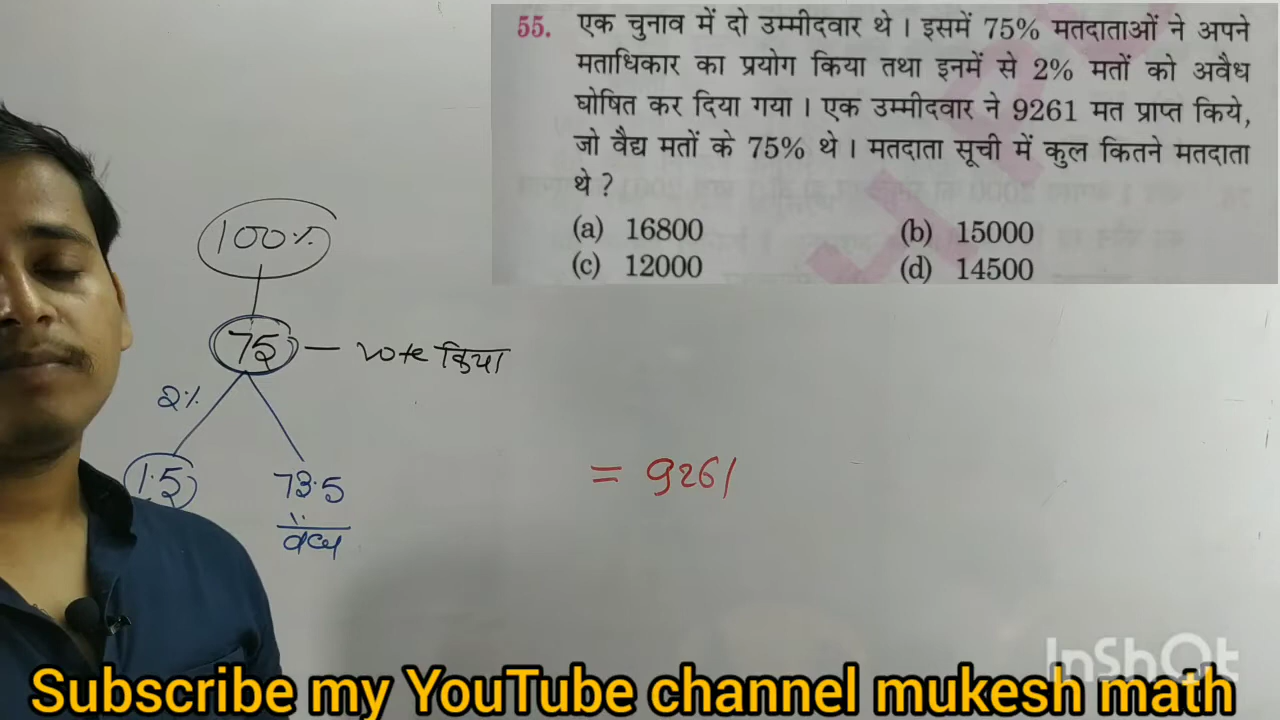 55. एक चुनाव में दो उम्मीदवार थे । इसमें 75% मतदाताओं ने अपने
मताधिकार का प्रयोग किया तथा इनमें से 2% मतों को अवैध
घोषित कर दिया गया । एक उम्मीदवार ने 9261 मत प्राप्त किये,
जो वैद्य मतों के 75% थे । मतदाता सूची में कुल कितने मतदाता
थे ?
(a) 16800 (b) 15000
(c) 12000 (d) 14500
100%
75 — vote किया
2%
1.5 73.5
= 9261
InShOt
Subscribe my YouTube channel mukesh math